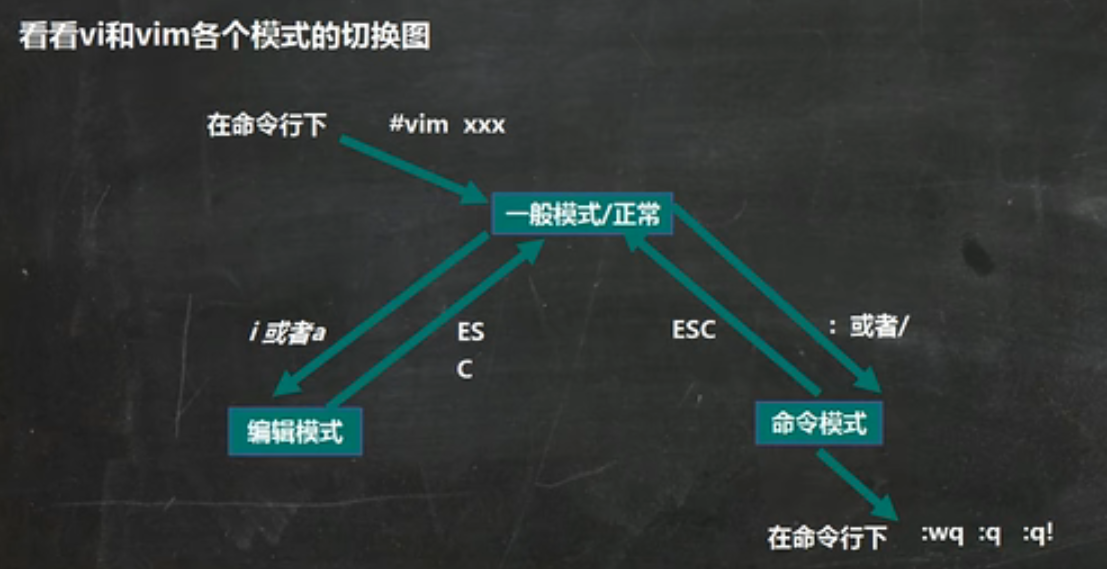 看看vi和vim各个模式的切换图
在命令行下 #vim xxx
一般模式/正常
i 或者a
ES
C
ESC
: 或者/
编辑模式
命令模式
在命令行下 :wq :q :q!